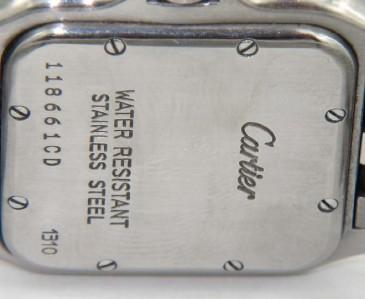 Cartier
WATER RESISTANT
STAINLESS STEEL
118661CD
1310